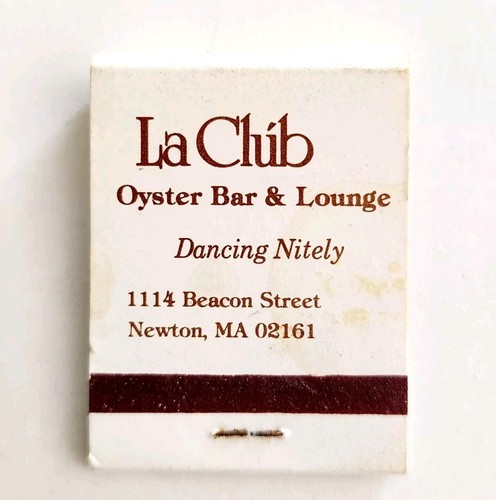 La Clúb
Oyster Bar & Lounge
Dancing Nitely
1114 Beacon Street
Newton, MA 02161